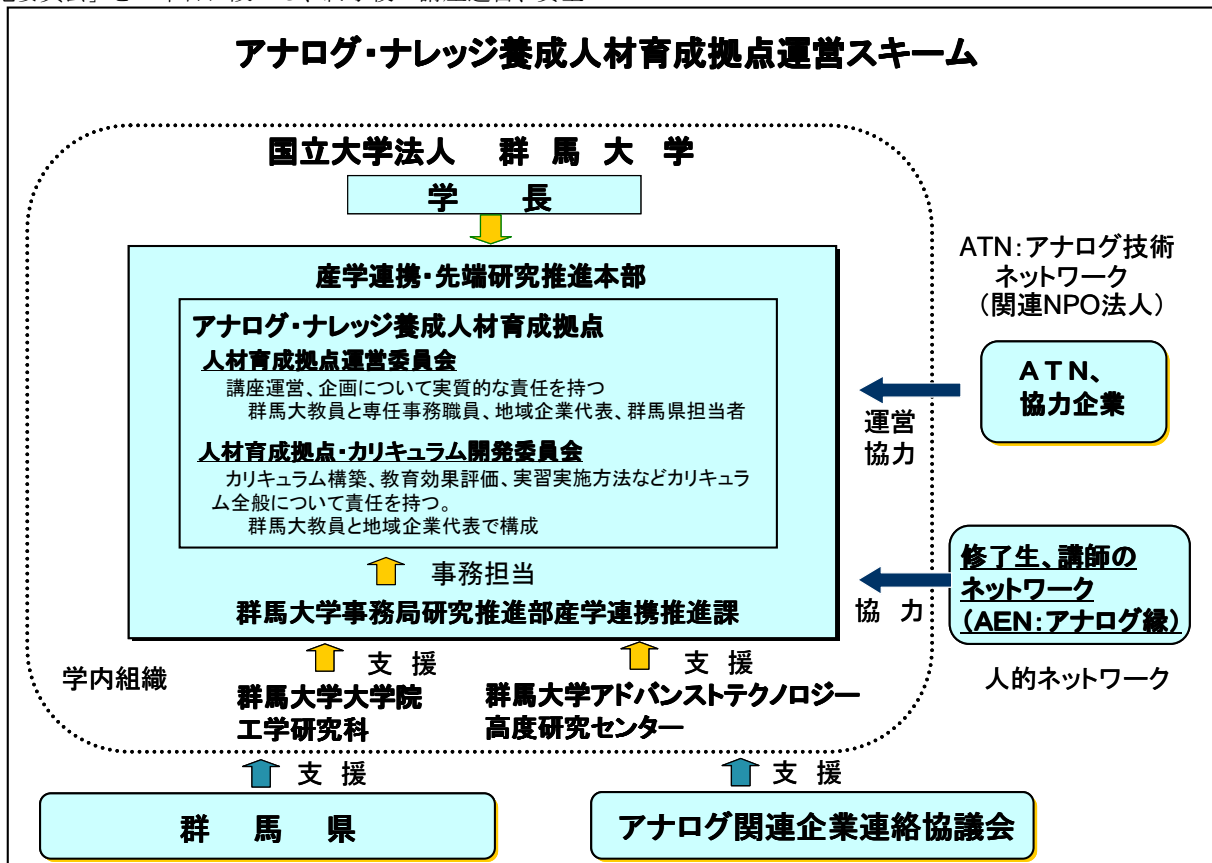 アナログ・ナレッジ養成人材育成拠点運営スキーム
国立大学法人 群 馬 大 学
学 長
産学連携・先端研究推進本部
アナログ・ナレッジ養成人材育成拠点
人材育成拠点運営委員会
講座運営、企画について実質的な責任を持つ
群馬大教員と専任事務職員、地域企業代表、群馬県担当者
人材育成拠点・カリキュラム開発委員会
カリキュラム構築、教育効果評価、実習実施方法などカリキュラ
ム全般について責任を持つ。
群馬大教員と地域企業代表で構成
事務担当
群馬大学事務局研究推進部産学連携推進課
支 援
支 援
学内組織
群馬大学大学院
工学研究科
群馬大学アドバンストテクノロジー
高度研究センター
ATN:アナログ技術
ネットワーク
(関連NPO法人)
ATN、
協力企業
運営
協力
修了生、講師の
ネットワーク
(AEN:アナログ縁)
協 力
人的ネットワーク
支 援
支 援
群 馬 県
アナログ関連企業連絡協議会